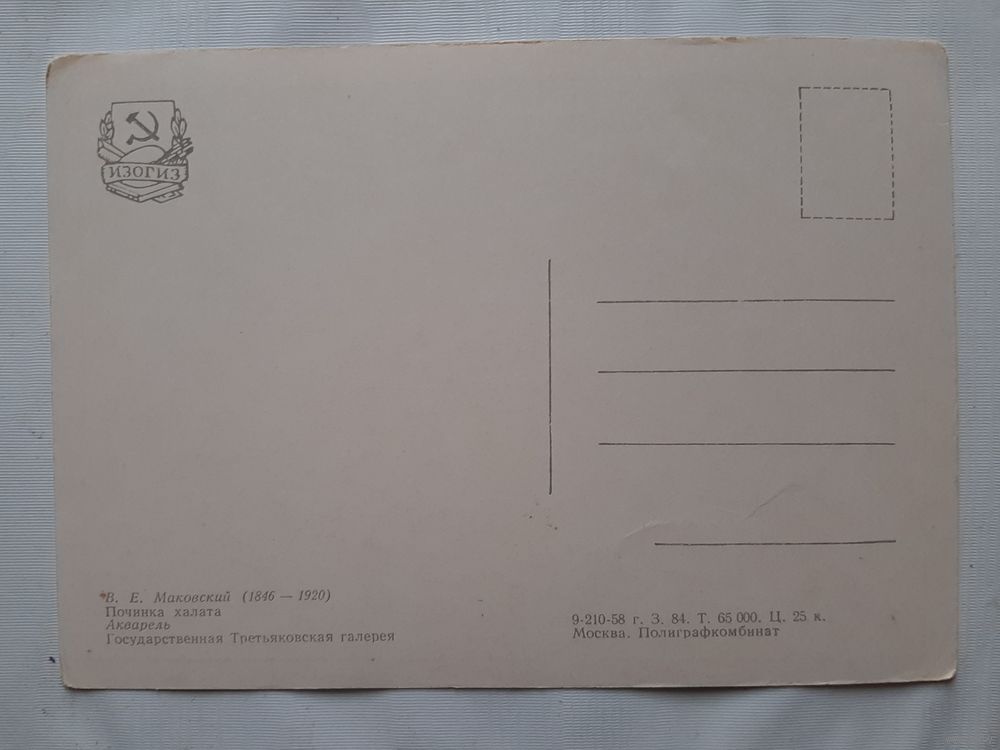 ИЗОГИЗ
В. Е. Маковский (1846 — 1920)
Починка халата
Акварель
Государственная Третьяковская галерея
9-210-58 г. З. 84. Т. 65 000. Ц. 25 к.
Москва. Полиграфкомбинат